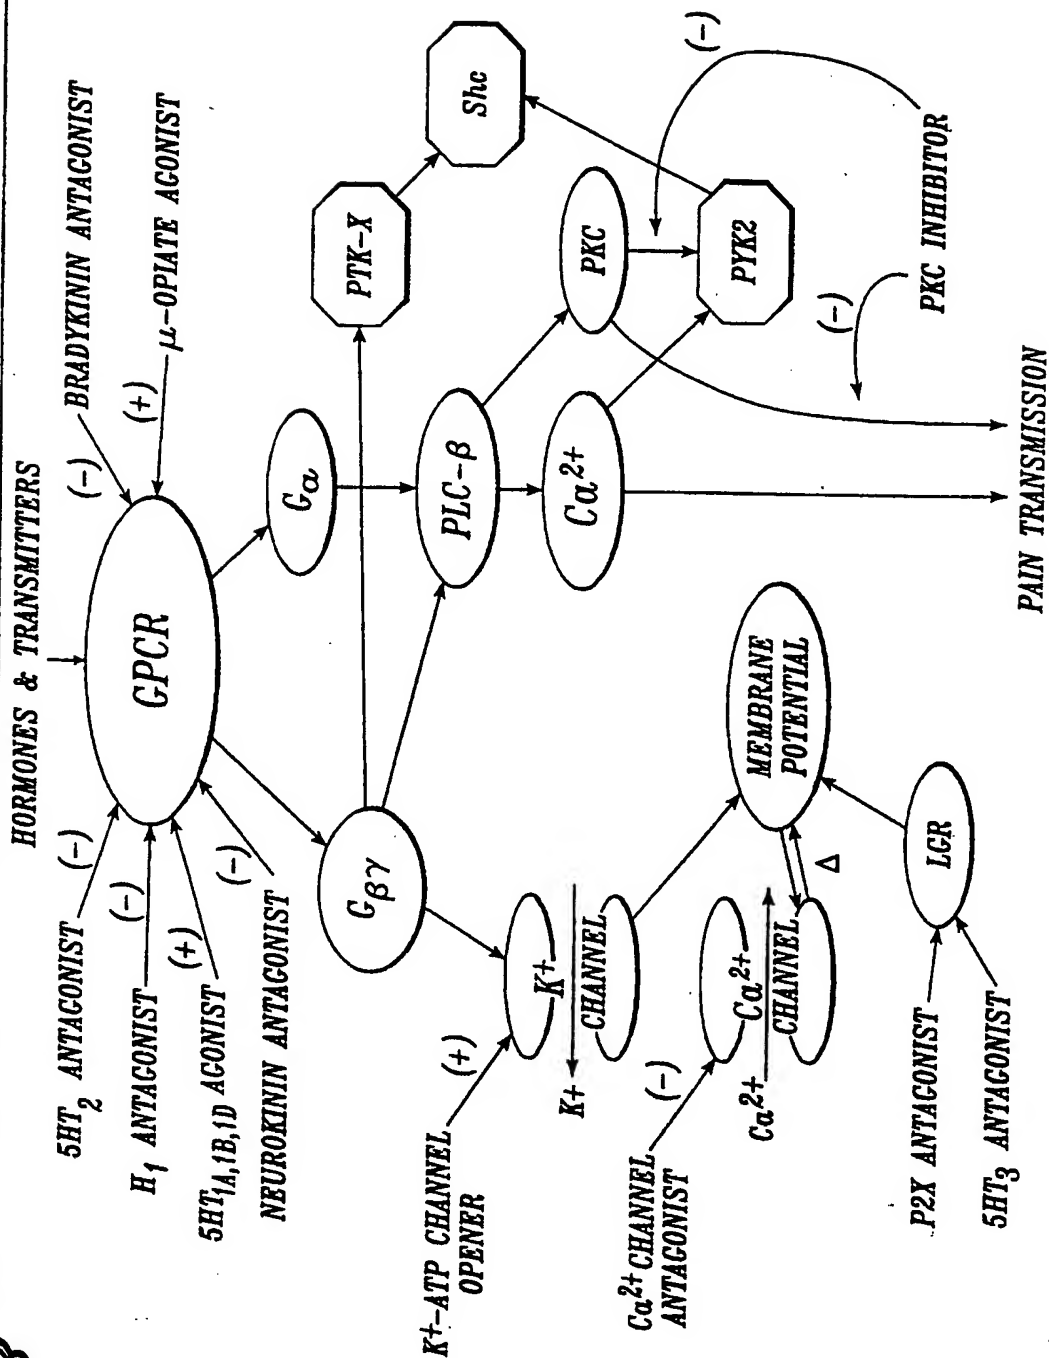 HORMONES & TRANSMITTERS
5HT2 ANTAGONIST
(-)
H1 ANTAGONIST
(-)
5HT1A,1B,1D AGONIST
(+)
NEUROKININ ANTAGONIST
(-)
(-)
BRADYKININ ANTAGONIST
(+)
μ-OPIATE AGONIST
GPCR
Gα
Gβγ
PTK-X
Shc
PLC-β
PKC
Ca2+
PYK2
(-)
(-)
PKC INHIBITOR
PAIN TRANSMISSION
K+-ATP CHANNEL
OPENER
(+)
K+
CHANNEL
K+
Ca2+ CHANNEL
ANTAGONIST
(-)
Ca2+
CHANNEL
Ca2+
Δ
MEMBRANE
POTENTIAL
LGR
P2X ANTAGONIST
5HT3 ANTAGONIST